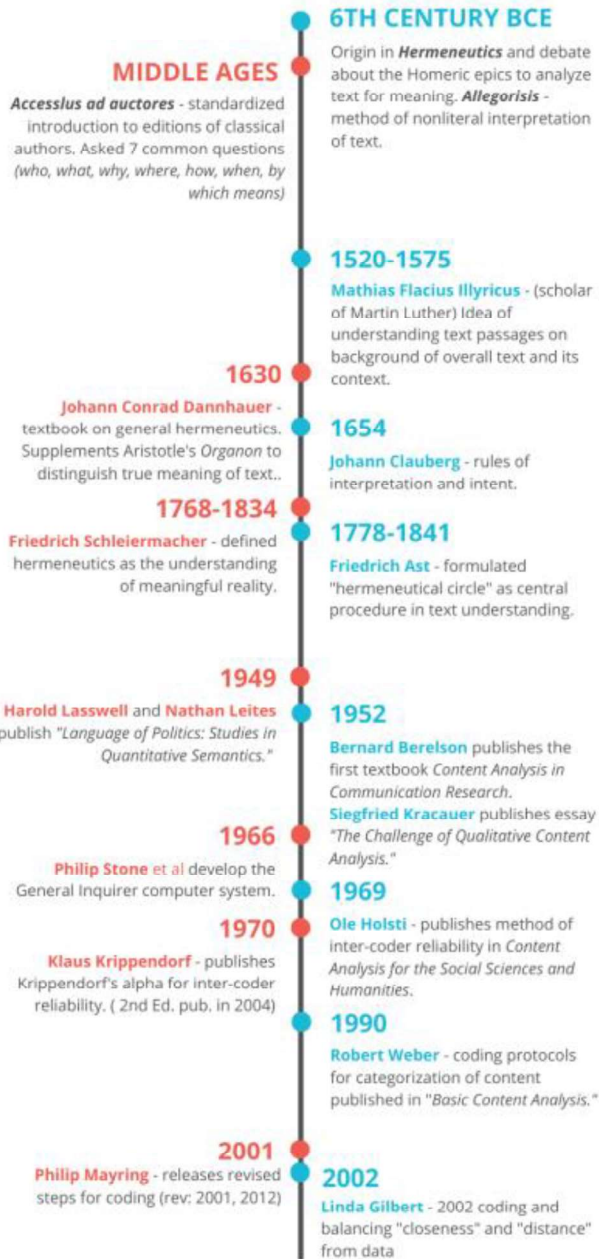 6TH CENTURY BCE
Origin in Hermeneutics and debate
about the Homeric epics to analyze
text for meaning. Allegorisis -
method of nonliteral interpretation
of text.
MIDDLE AGES
Accesslus ad auctores - standardized
introduction to editions of classical
authors. Asked 7 common questions
(who, what, why, where, how, when, by
which means)
1520-1575
Mathias Flacius Illyricus - (scholar
of Martin Luther) Idea of
understanding text passages on
background of overall text and its
context.
1630
Johann Conrad Dannhauer -
textbook on general hermeneutics.
Supplements Aristotle's Organon to
distinguish true meaning of text..
1654
Johann Clauberg - rules of
interpretation and intent.
1768-1834
Friedrich Schleiermacher - defined
hermeneutics as the understanding
of meaningful reality.
1778-1841
Friedrich Ast - formulated
"hermeneutical circle" as central
procedure in text understanding.
1949
Harold Lasswell and Nathan Leites
publish "Language of Politics: Studies in
Quantitative Semantics."
1952
Bernard Berelson publishes the
first textbook Content Analysis in
Communication Research.
Siegfried Kracauer publishes essay
"The Challenge of Qualitative Content
Analysis."
1966
Philip Stone et al develop the
General Inquirer computer system.
1969
Ole Holsti - publishes method of
inter-coder reliability in Content
Analysis for the Social Sciences and
Humanities.
1970
Klaus Krippendorf - publishes
Krippendorf's alpha for inter-coder
reliability. ( 2nd Ed. pub. in 2004)
1990
Robert Weber - coding protocols
for categorization of content
published in "Basic Content Analysis."
2001
Philip Mayring - releases revised
steps for coding (rev: 2001, 2012)
2002
Linda Gilbert - 2002 coding and
balancing "closeness" and "distance"
from data